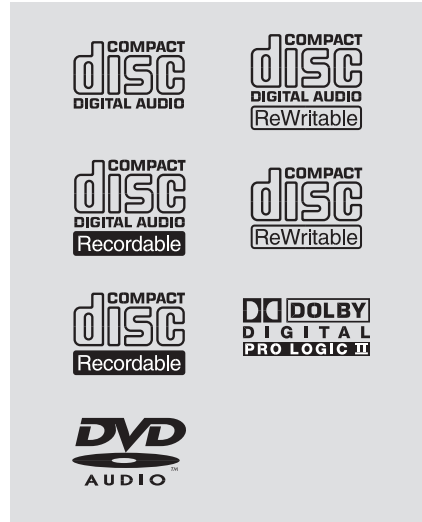 COMPACT
disc
DIGITAL AUDIO
COMPACT
disc
DIGITAL AUDIO
ReWritable
COMPACT
disc
DIGITAL AUDIO
Recordable
COMPACT
disc
ReWritable
COMPACT
disc
Recordable
DOLBY
DIGITAL
PRO LOGIC II
DVD
AUDIO
TM